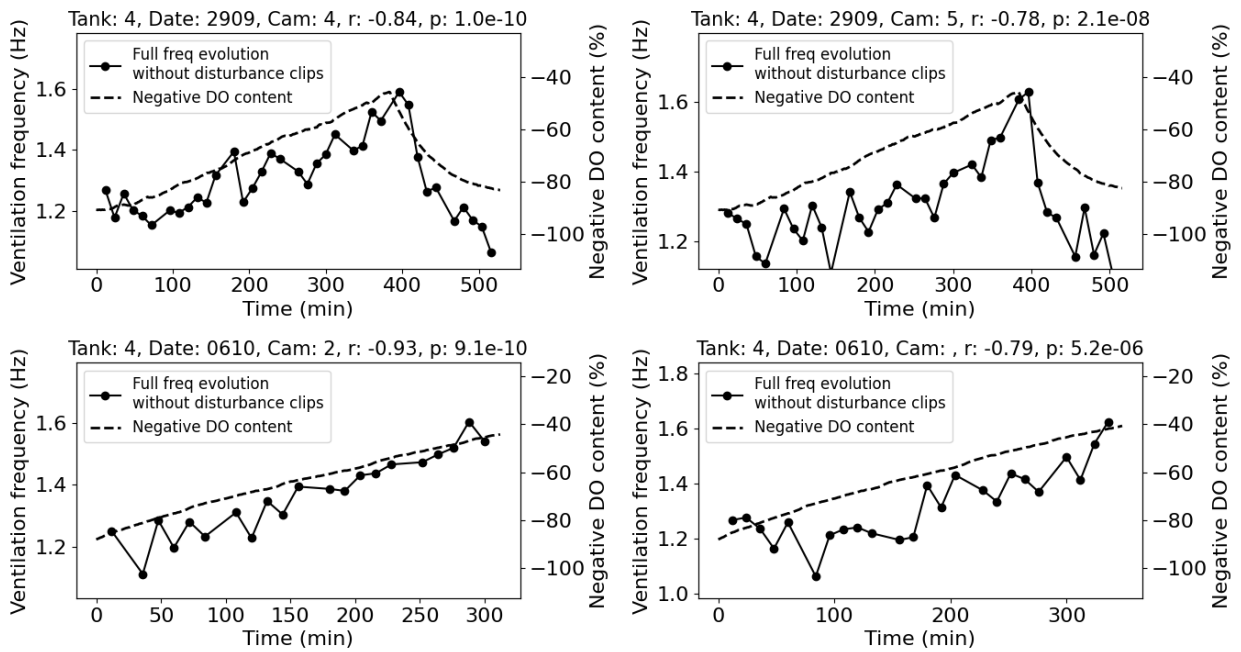 Tank: 4, Date: 2909, Cam: 4, r: -0.84, p: 1.0e-10
Ventilation frequency (Hz)
1.6
1.4
1.2
Full freq evolution
without disturbance clips
Negative DO content
−40
−60
−80
−100
Negative DO content (%)
0 100 200 300 400 500
Time (min)
Tank: 4, Date: 2909, Cam: 5, r: -0.78, p: 2.1e-08
Ventilation frequency (Hz)
1.6
1.4
1.2
Full freq evolution
without disturbance clips
Negative DO content
−40
−60
−80
−100
Negative DO content (%)
0 100 200 300 400 500
Time (min)
Tank: 4, Date: 0610, Cam: 2, r: -0.93, p: 9.1e-10
Ventilation frequency (Hz)
1.6
1.4
1.2
Full freq evolution
without disturbance clips
Negative DO content
−20
−40
−60
−80
−100
Negative DO content (%)
0 50 100 150 200 250 300
Time (min)
Tank: 4, Date: 0610, Cam: , r: -0.79, p: 5.2e-06
Ventilation frequency (Hz)
1.8
1.6
1.4
1.2
1.0
Full freq evolution
without disturbance clips
Negative DO content
−20
−40
−60
−80
−100
Negative DO content (%)
0 100 200 300
Time (min)